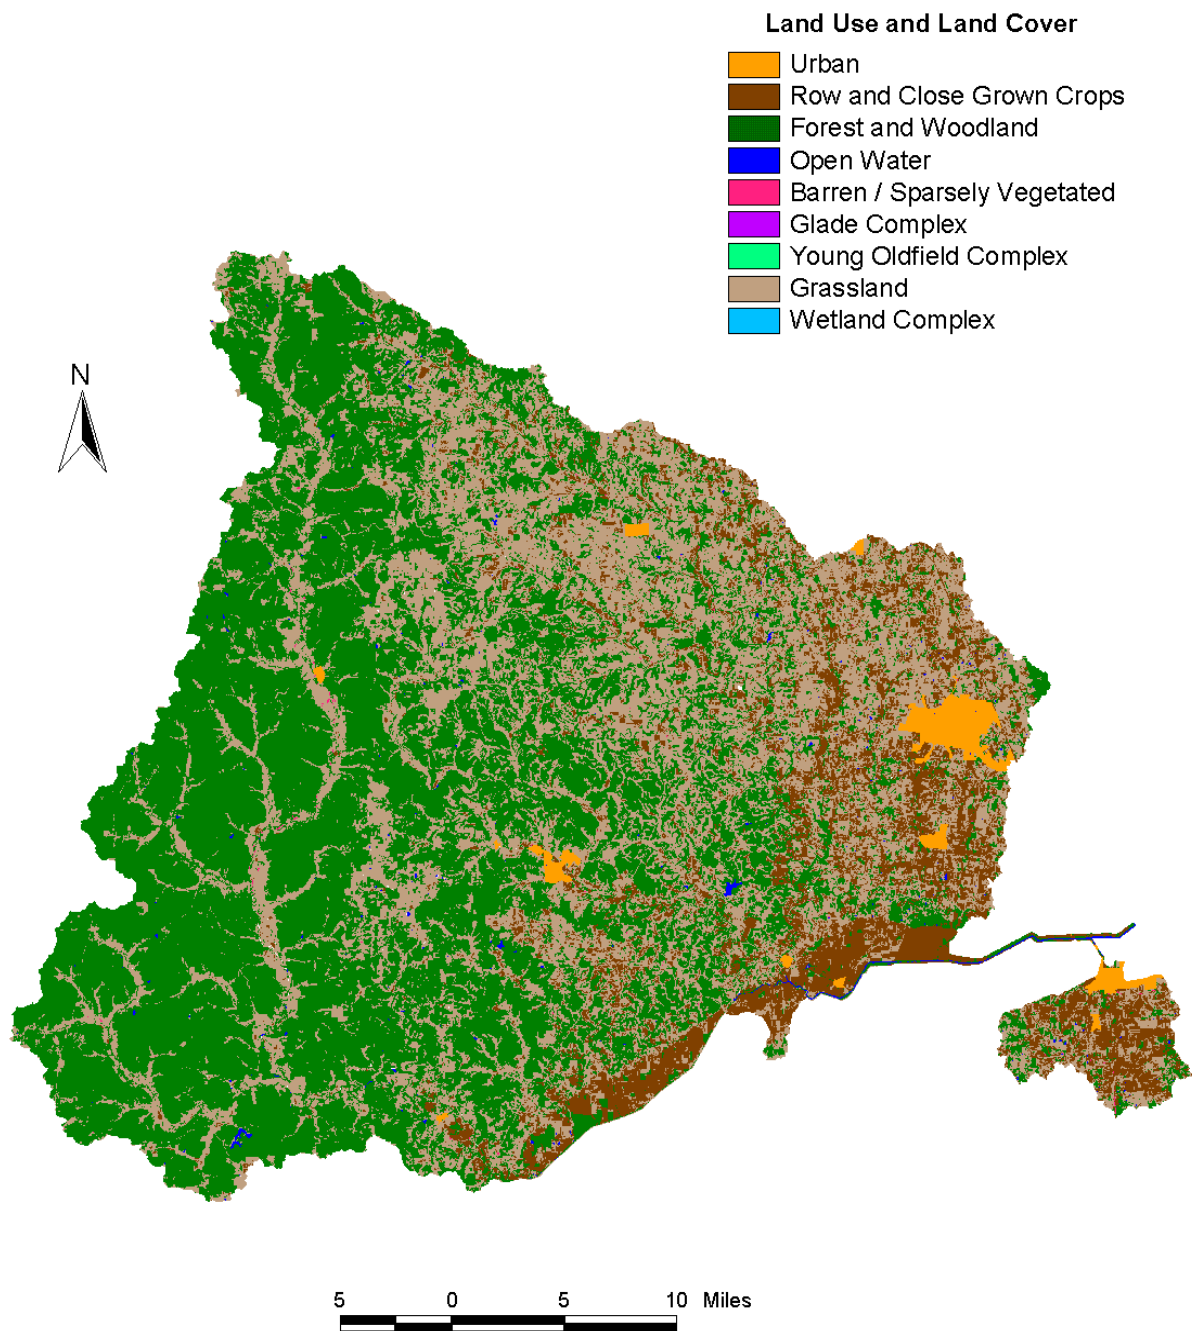 Land Use and Land Cover
Urban
Row and Close Grown Crops
Forest and Woodland
Open Water
Barren / Sparsely Vegetated
Glade Complex
Young Oldfield Complex
Grassland
Wetland Complex
N
5 0 5 10 Miles